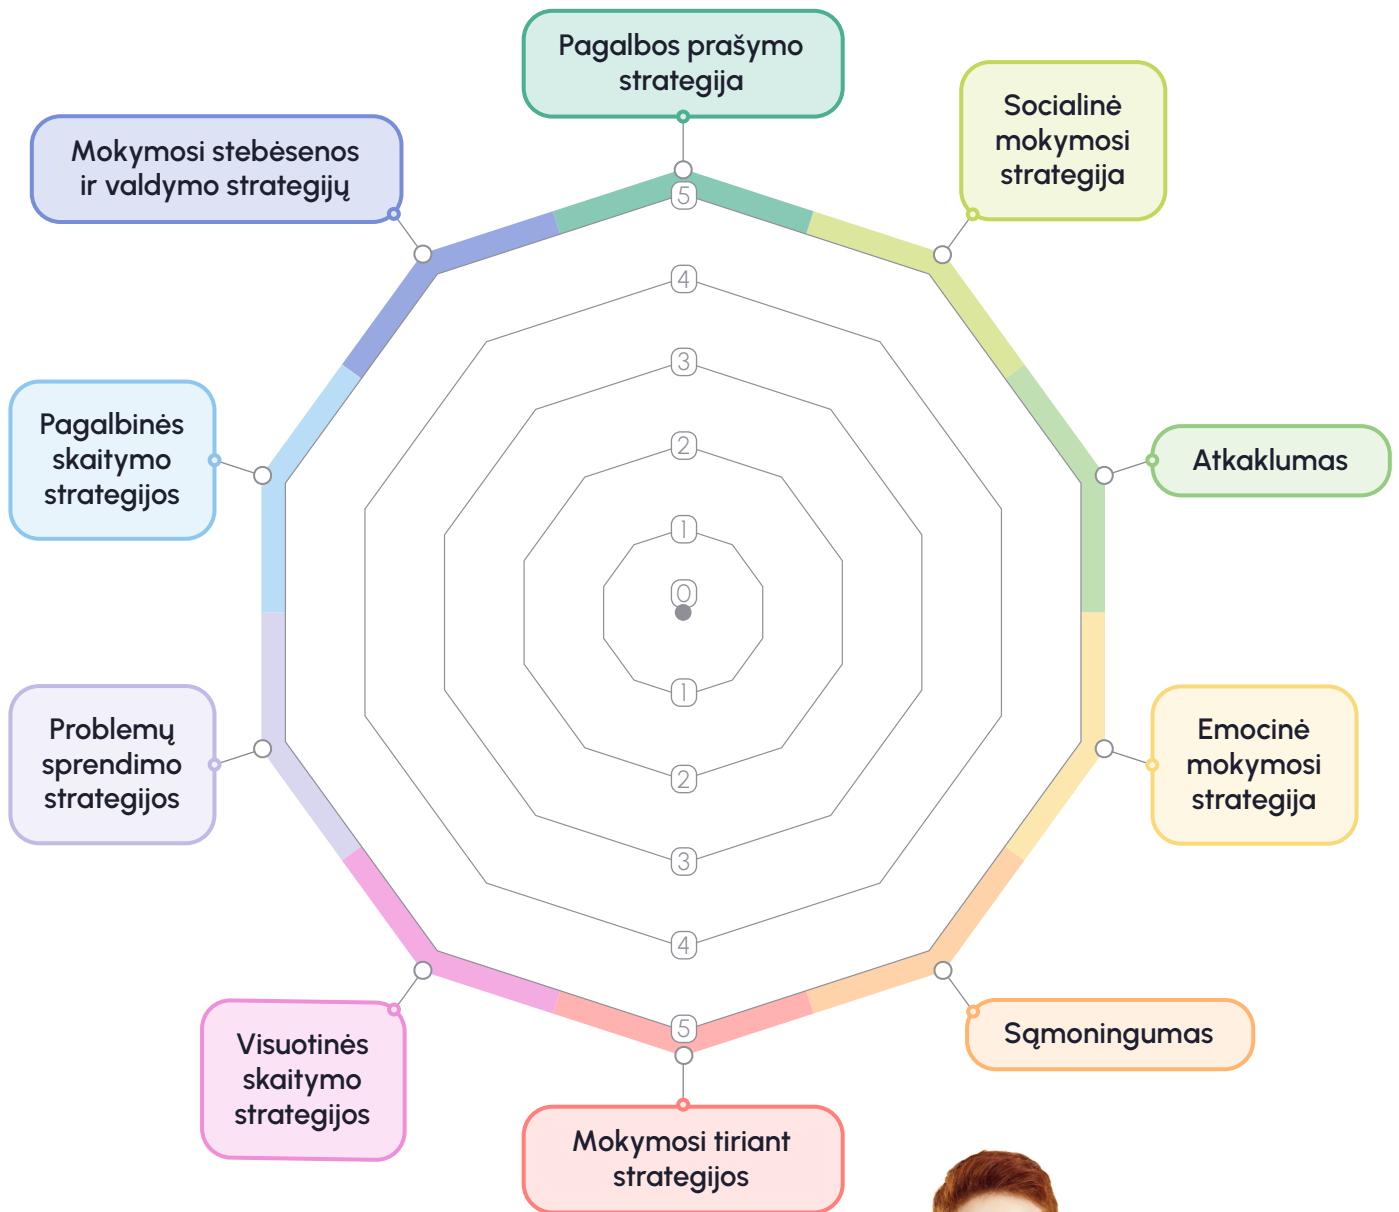 Pagalbos prašymo
strategija
Socialinė
mokymosi
strategija
Mokymosi stebėsenos
ir valdymo strategijų
5
4
3
2
1
0
1
2
3
4
5
Pagalbinės
skaitymo
strategijos
Atkaklumas
Problemų
sprendimo
strategijos
Emocinė
mokymosi
strategija
Visuotinės
skaitymo
strategijos
Sąmoningumas
Mokymosi tiriant
strategijos